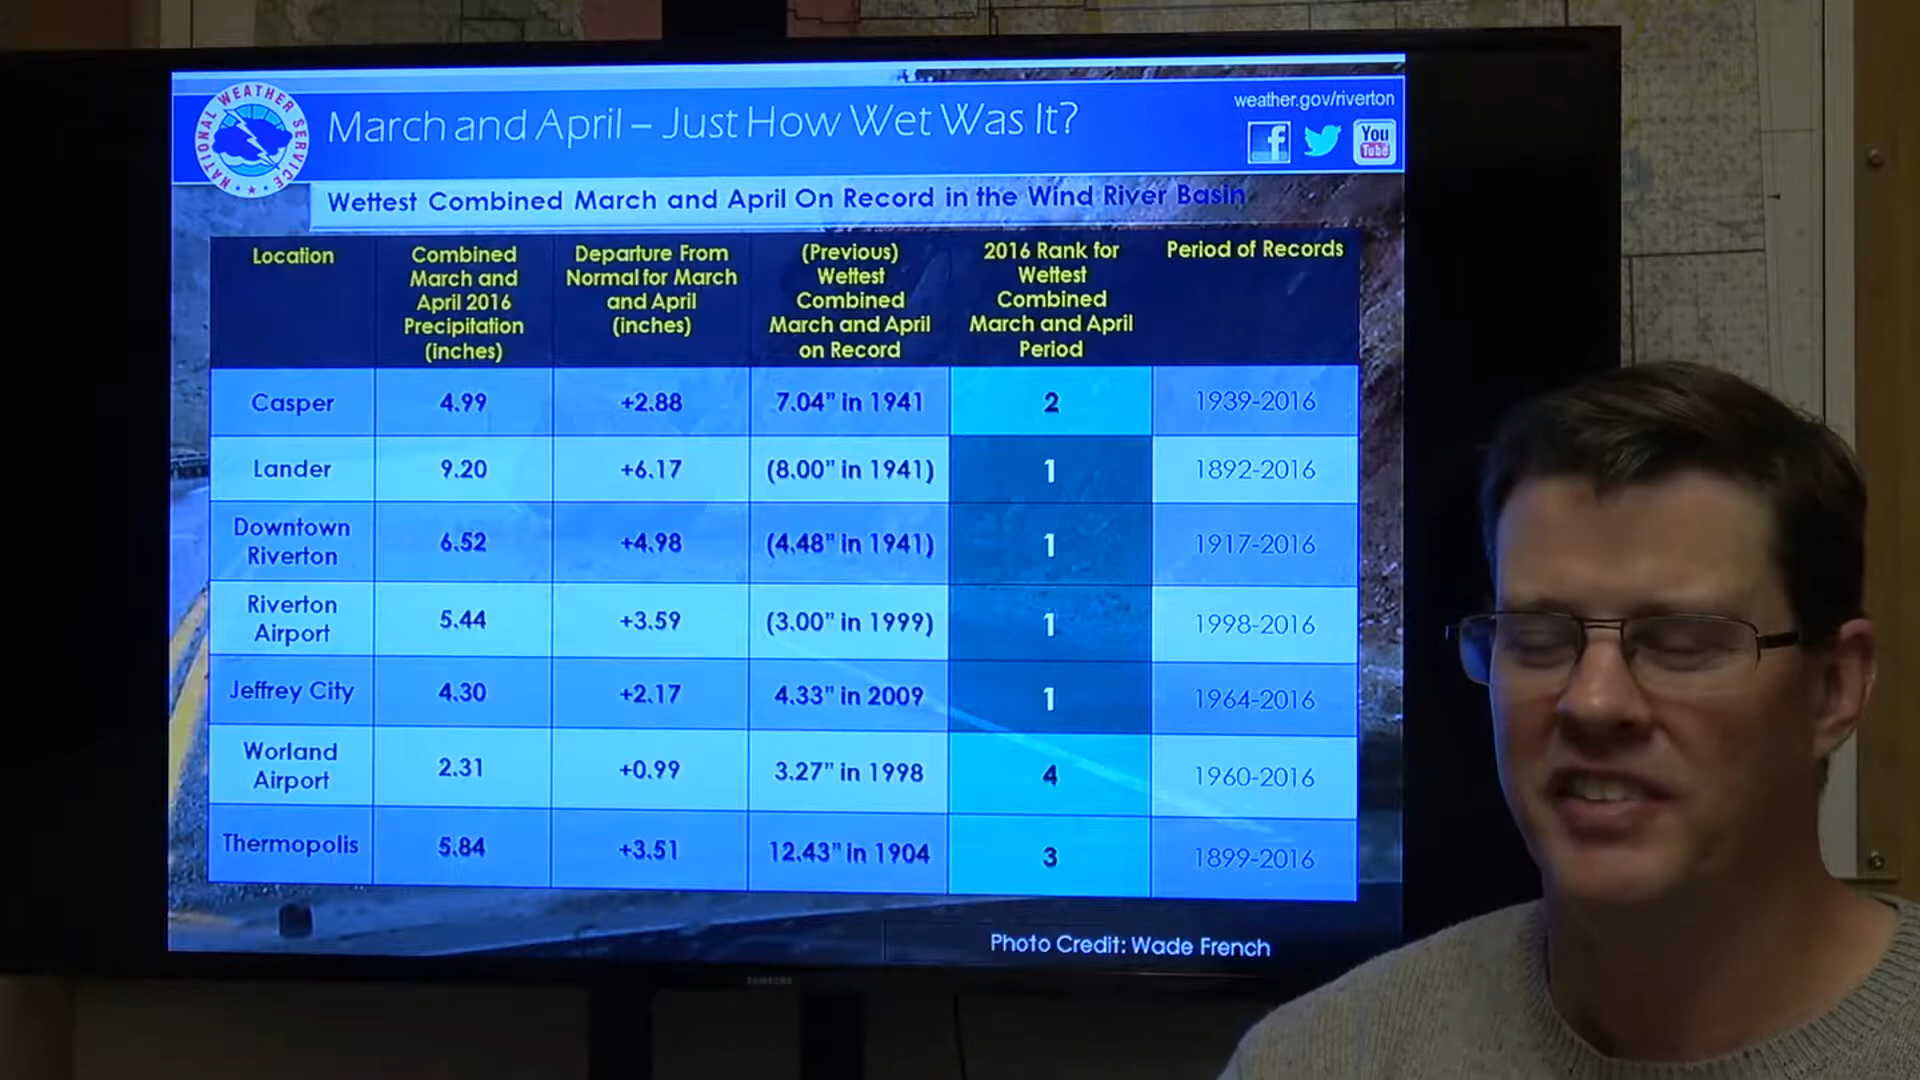 NATIONAL WEATHER SERVICE
March and April – Just How Wet Was It?
weather.gov/riverton
f
You
Tube
Wettest Combined March and April On Record in the Wind River Basin
Location
Combined
March and
April 2016
Precipitation
(inches)
Departure From
Normal for March
and April
(inches)
(Previous)
Wettest
Combined
March and April
on Record
2016 Rank for
Wettest
Combined
March and April
Period
Period of Records
Casper 4.99 +2.88 7.04” in 1941 2 1939-2016
Lander 9.20 +6.17 (8.00” in 1941) 1 1892-2016
Downtown
Riverton
6.52 +4.98 (4.48” in 1941) 1 1917-2016
Riverton
Airport
5.44 +3.59 (3.00” in 1999) 1 1998-2016
Jeffrey City 4.30 +2.17 4.33” in 2009 1 1964-2016
Worland
Airport
2.31 +0.99 3.27” in 1998 4 1960-2016
Thermopolis 5.84 +3.51 12.43" in 1904 3 1899-2016
Photo Credit: Wade French
SAMSUNG